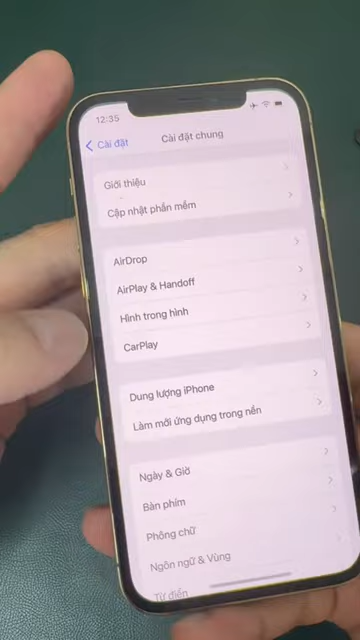 12:35
Cài đặt
Cài đặt chung
Giới thiệu
Cập nhật phần mềm
AirDrop
AirPlay & Handoff
Hình trong hình
CarPlay
Dung lượng iPhone
Làm mới ứng dụng trong nền
Ngày & Giờ
Bàn phím
Phông chữ
Ngôn ngữ & Vùng
Từ điển